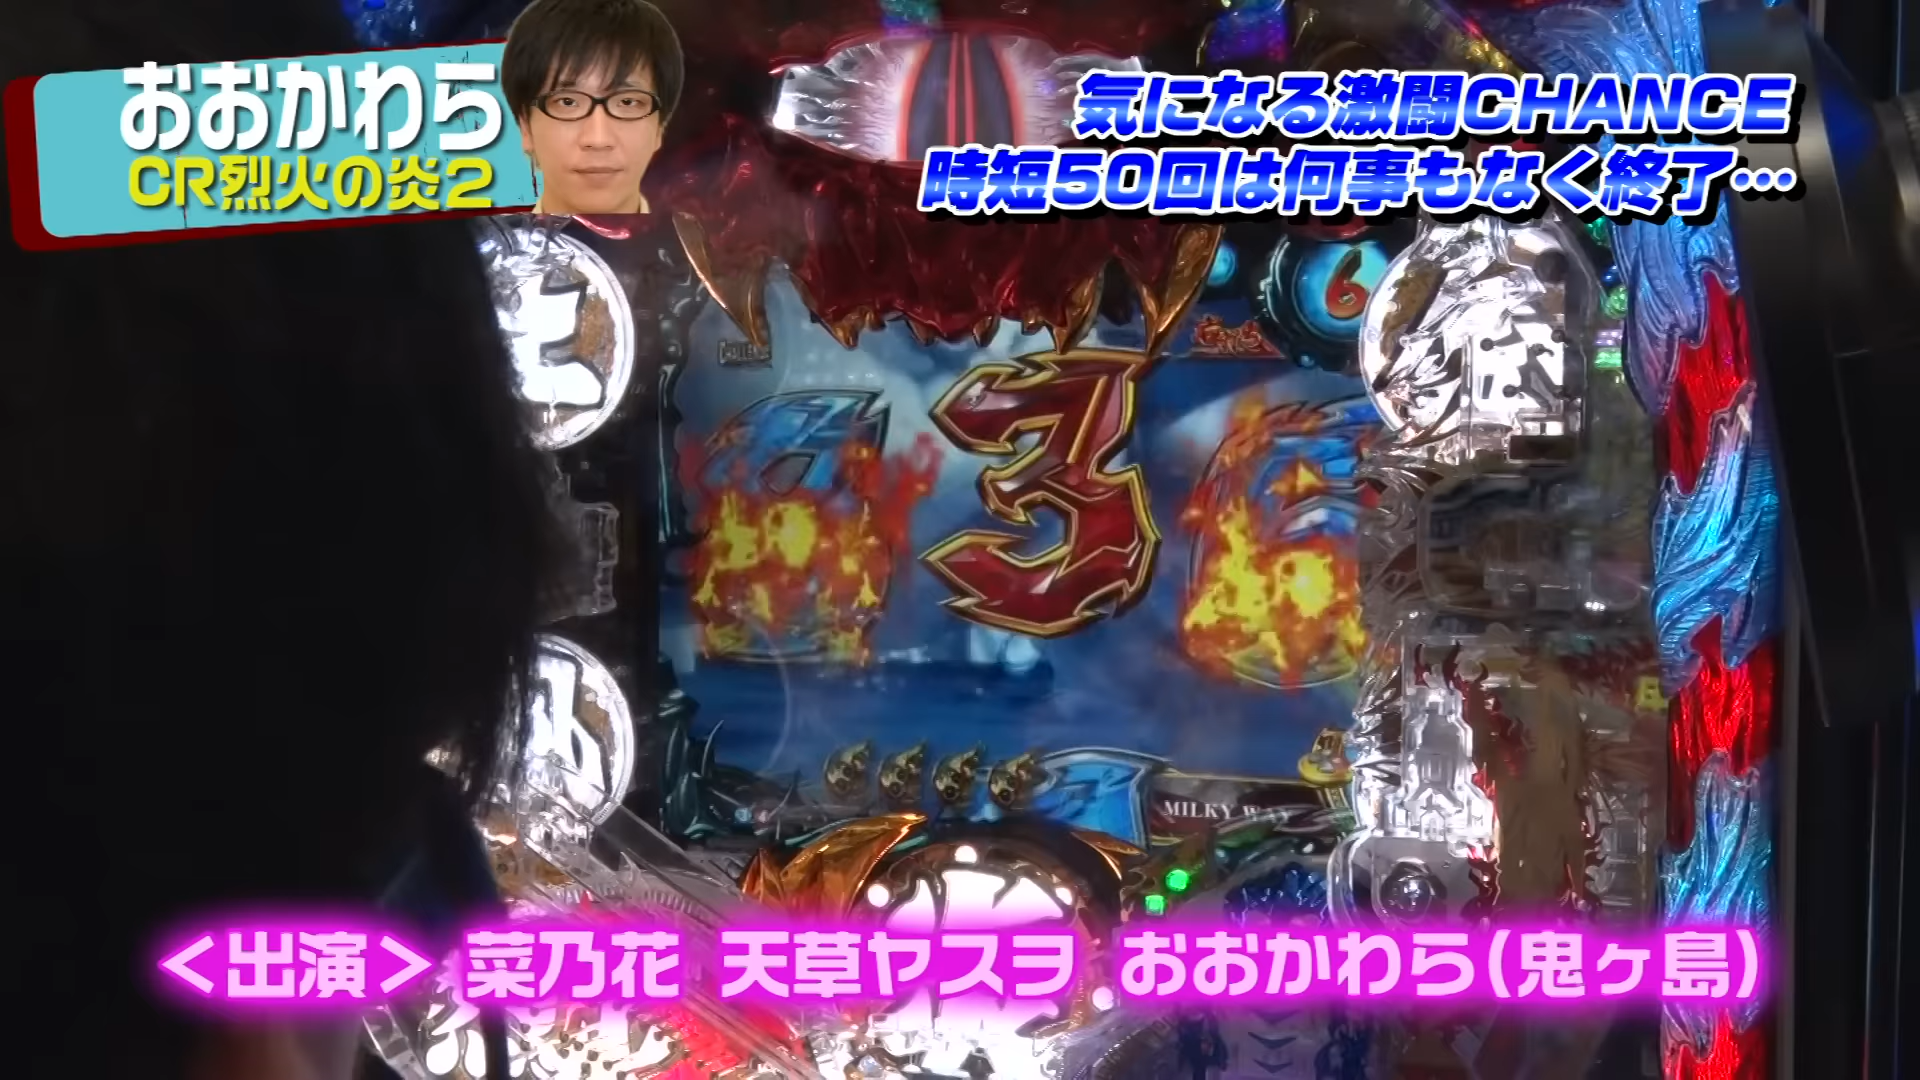 おおかわら
CR烈火の炎2
気になる激闘CHANCE
時短50回は何事もなく終了…
6
CHALLENGE
3
MILKY WAY
＜出演＞ 菜乃花 天草ヤスヲ おおかわら(鬼ヶ島)